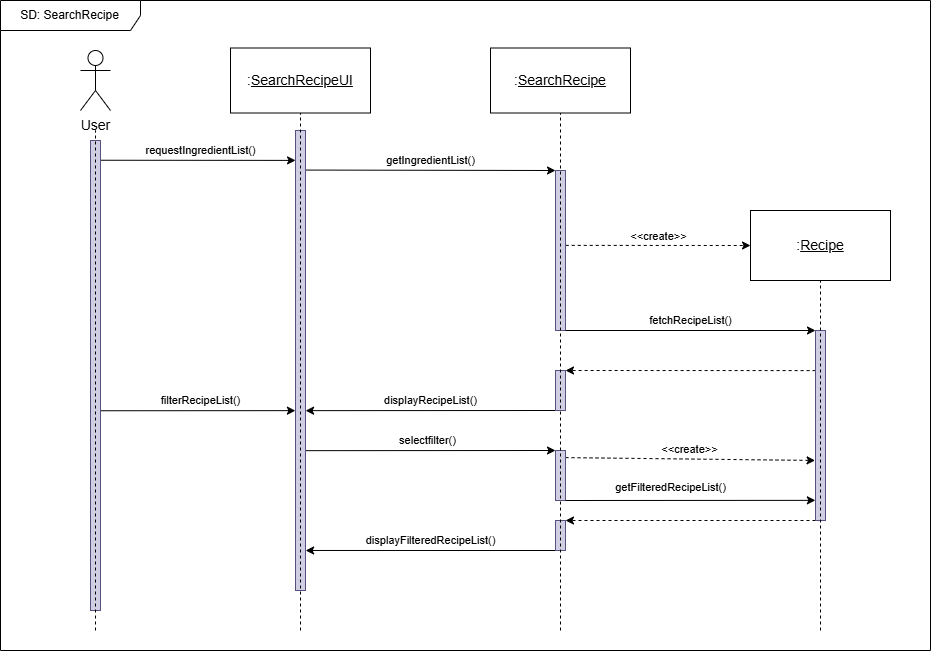 SD: SearchRecipe
:SearchRecipeUI
:SearchRecipe
User
requestIngredientList()
getIngredientList()
<<create>>
:Recipe
fetchRecipeList()
filterRecipeList()
displayRecipeList()
selectfilter()
<<create>>
getFilteredRecipeList()
displayFilteredRecipeList()